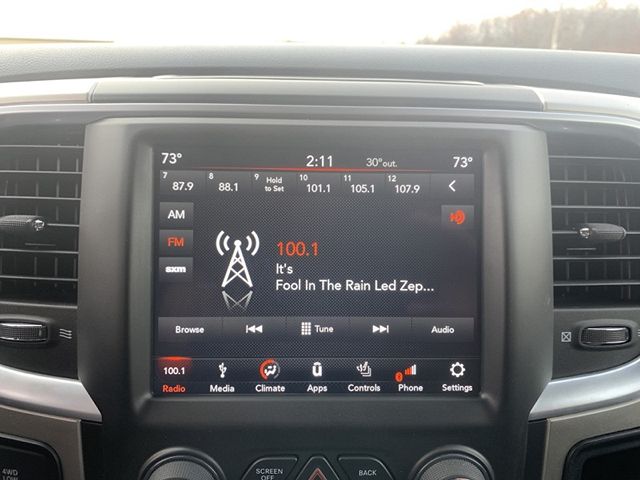 73° 2:11 30°out. 73°
7 87.9 8 88.1 9 Hold to Set 10 101.1 11 105.1 12 107.9
AM
FM
sxm
100.1
It's
Fool In The Rain Led Zep...
Browse Tune Audio
100.1
Radio Media Climate Apps Controls Phone Settings
4WD
LOW
SCREEN
OFF
BACK